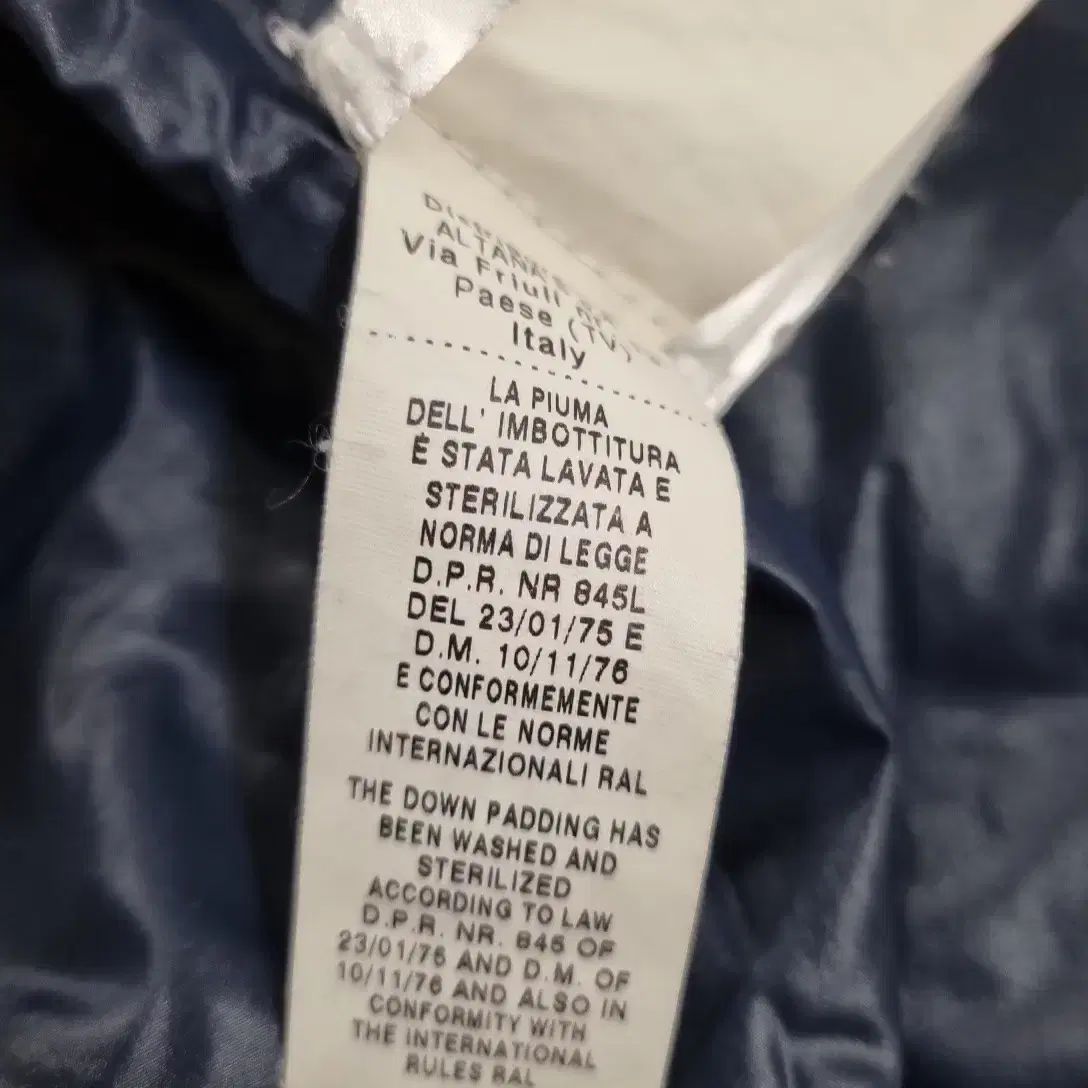 ALTANA
Via Friuli
Paese (TV)
Italy
LA PIUMA
DELL' IMBOTTITURA
É STATA LAVATA E
STERILIZZATA A
NORMA DI LEGGE
D.P.R. NR 845L
DEL 23/01/75 E
D.M. 10/11/76
E CONFORMEMENTE
CON LE NORME
INTERNAZIONALI RAL
THE DOWN PADDING HAS
BEEN WASHED AND
STERILIZED
ACCORDING TO LAW
D.P.R. NR. 845 OF
23/01/75 AND D.M. OF
10/11/76 AND ALSO IN
CONFORMITY WITH
THE INTERNATIONAL
RULES RAL